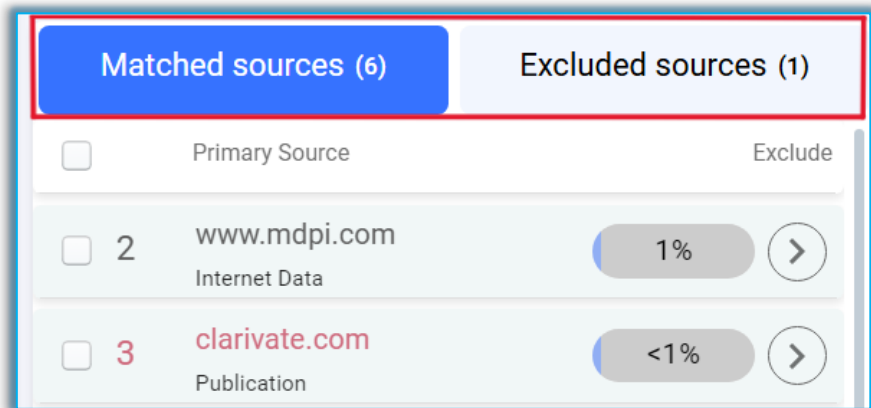 Matched sources (6) Excluded sources (1)
Primary Source Exclude
2 www.mdpi.com 1%
Internet Data
3 clarivate.com <1%
Publication